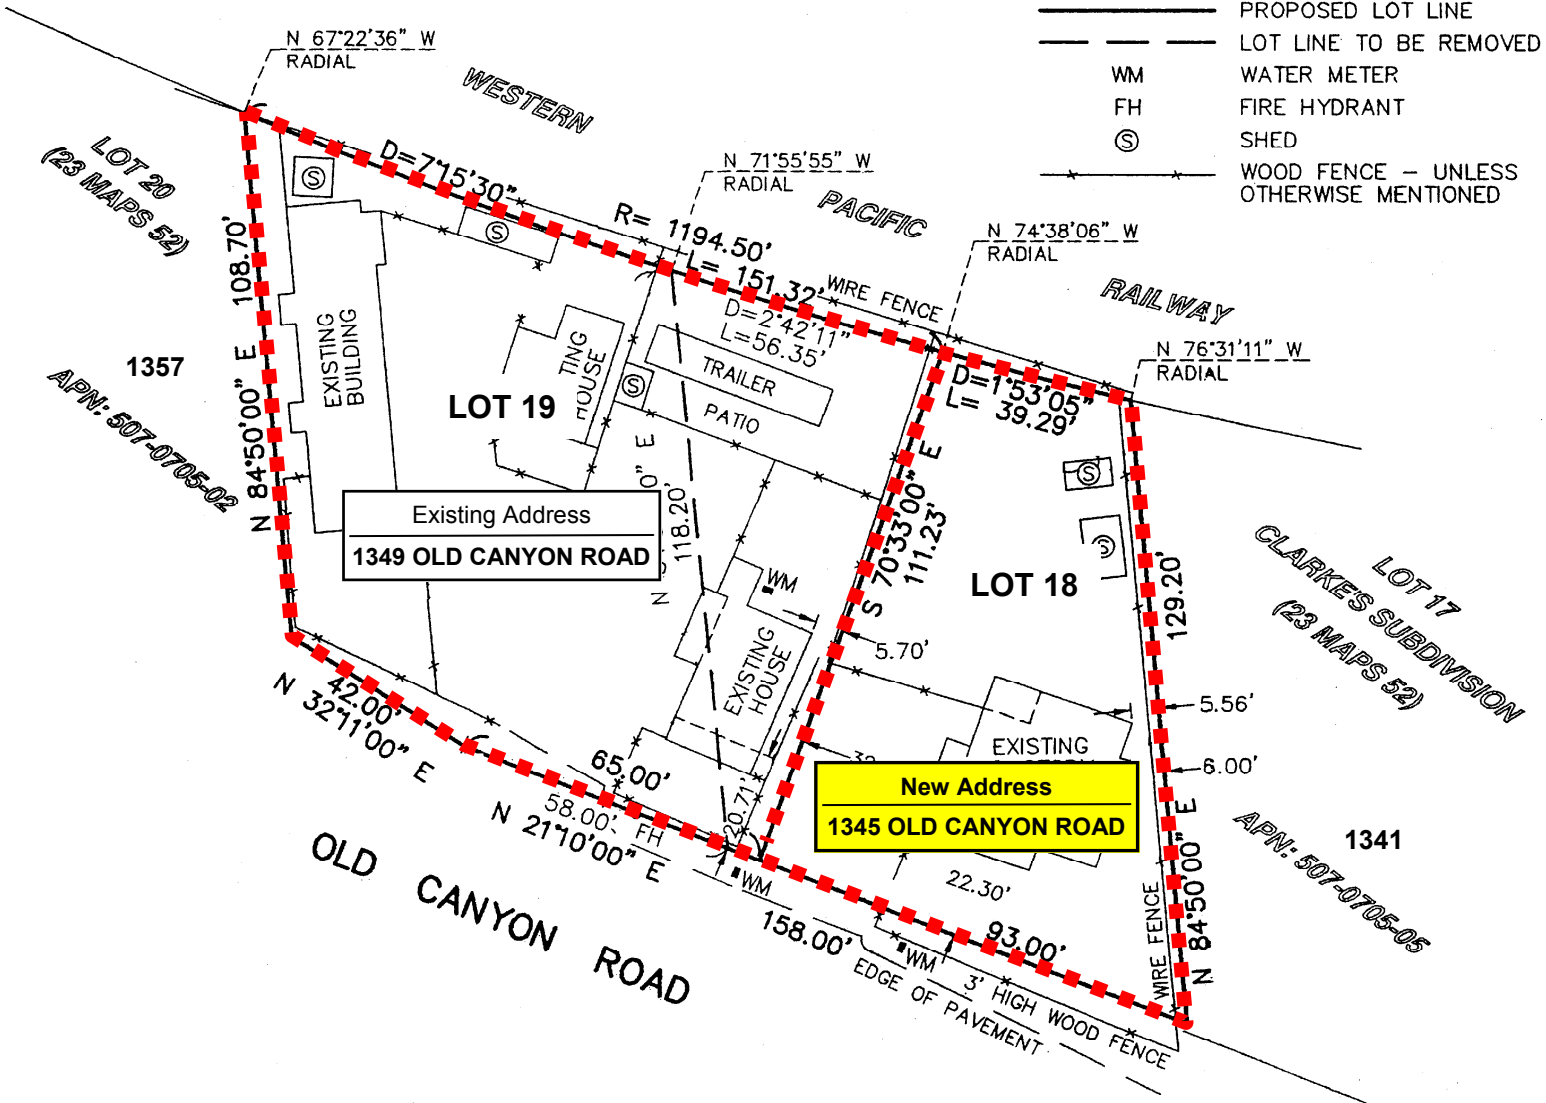 PROPOSED LOT LINE
LOT LINE TO BE REMOVED
WM WATER METER
FH FIRE HYDRANT
S SHED
WOOD FENCE – UNLESS
OTHERWISE MENTIONED
N 67°22'36" W
RADIAL
WESTERN
PACIFIC
RAILWAY
N 71°55'55" W
RADIAL
N 74°38'06" W
RADIAL
N 76°31'11" W
RADIAL
LOT 20
(23 MAPS 52)
D=7°15'30"
R= 1194.50'
L= 151.32'
WIRE FENCE
D=2°42'11"
L=56.35'
D=1°53'05"
L= 39.29'
S
S
S
S
S
N 84°50'00" E 108.70'
1357
APN: 507-0705-02
EXISTING
BUILDING
TING
HOUSE
LOT 19
TRAILER
PATIO
Existing Address
1349 OLD CANYON ROAD
N
0" E
118.20'
WM
EXISTING
HOUSE
S 70°33'00" E
111.23'
5.70'
LOT 18
129.20'
LOT 17
CLARKE'S SUBDIVISION
(23 MAPS 52)
5.56'
6.00'
EXISTING
New Address
1345 OLD CANYON ROAD
1341
APN: 507-0705-05
N 84°50'00" E
WIRE FENCE
42.00'
N 32°11'00" E
65.00'
58.00'
FH
N 21°10'00" E
20.71'
WM
22.30'
93.00'
158.00'
WM
3' HIGH WOOD FENCE
EDGE OF PAVEMENT
OLD CANYON ROAD